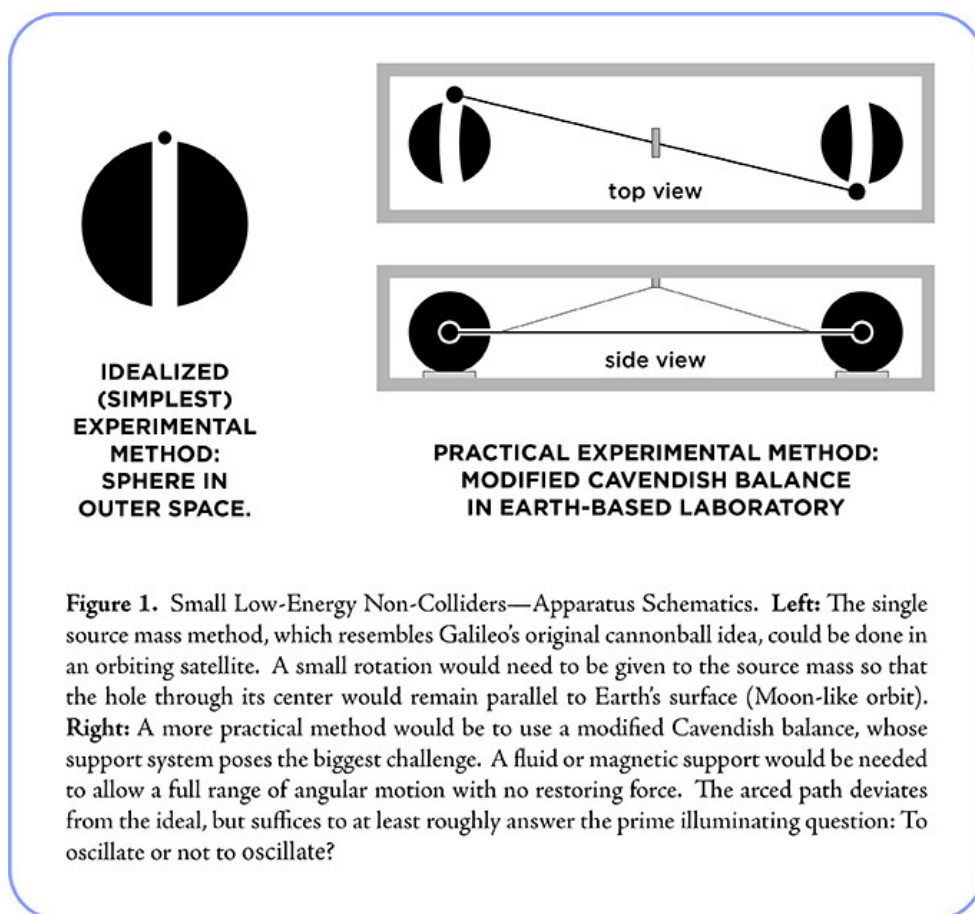 top view
side view
IDEALIZED
(SIMPLEST)
EXPERIMENTAL
METHOD:
SPHERE IN
OUTER SPACE.
PRACTICAL EXPERIMENTAL METHOD:
MODIFIED CAVENDISH BALANCE
IN EARTH-BASED LABORATORY
Figure 1. Small Low-Energy Non-Colliders—Apparatus Schematics. Left: The single
source mass method, which resembles Galileo's original cannonball idea, could be done in
an orbiting satellite. A small rotation would need to be given to the source mass so that
the hole through its center would remain parallel to Earth's surface (Moon-like orbit).
Right: A more practical method would be to use a modified Cavendish balance, whose
support system poses the biggest challenge. A fluid or magnetic support would be needed
to allow a full range of angular motion with no restoring force. The arced path deviates
from the ideal, but suffices to at least roughly answer the prime illuminating question: To
oscillate or not to oscillate?